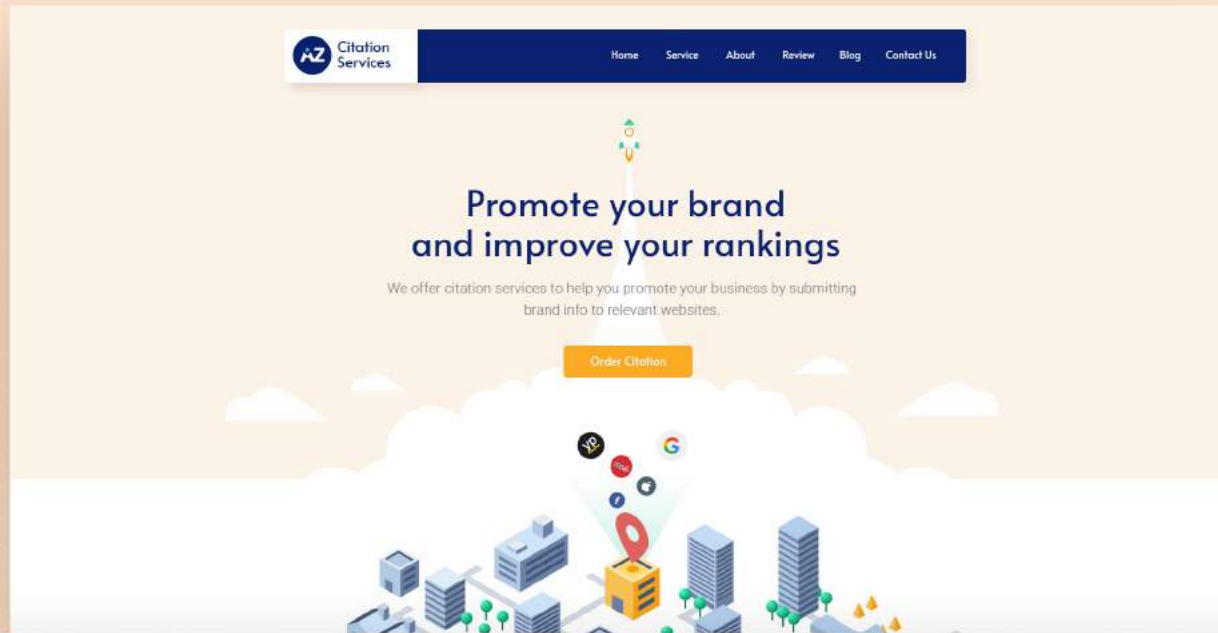 AZ
Citation
Services
Home Service About Review Blog Contact Us
Promote your brand
and improve your rankings
We offer citation services to help you promote your business by submitting
brand info to relevant websites.
Order Citation
yp
G
f